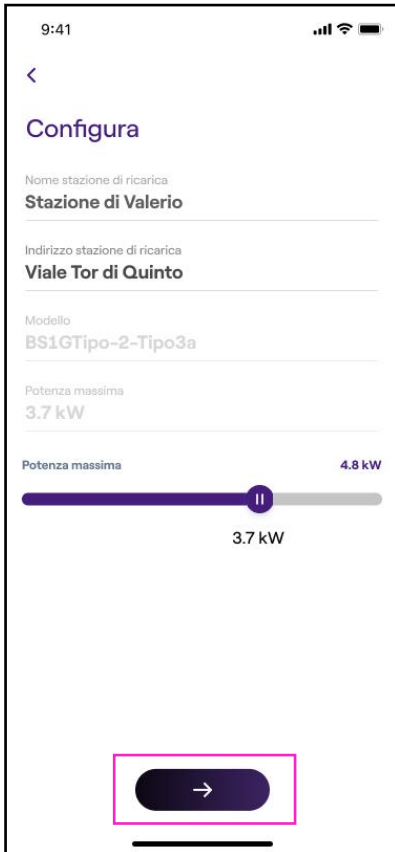 9:41
Configura
Nome stazione di ricarica
Stazione di Valerio
Indirizzo stazione di ricarica
Viale Tor di Quinto
Modello
BS1GTipo-2-Tipo3a
Potenza massima
3.7 kW
Potenza massima 4.8 kW
3.7 kW